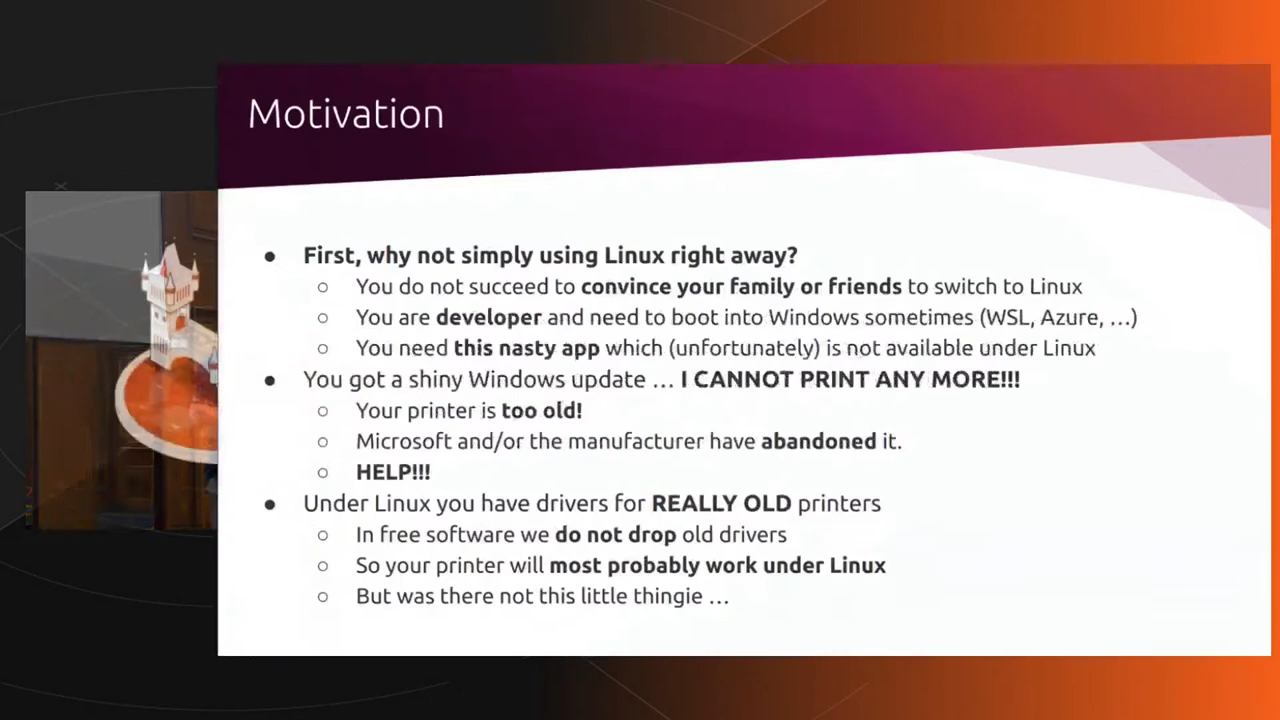 Motivation
● First, why not simply using Linux right away?
○ You do not succeed to convince your family or friends to switch to Linux
○ You are developer and need to boot into Windows sometimes (WSL, Azure, …)
○ You need this nasty app which (unfortunately) is not available under Linux
● You got a shiny Windows update … I CANNOT PRINT ANY MORE!!!
○ Your printer is too old!
○ Microsoft and/or the manufacturer have abandoned it.
○ HELP!!!
● Under Linux you have drivers for REALLY OLD printers
○ In free software we do not drop old drivers
○ So your printer will most probably work under Linux
○ But was there not this little thingie …